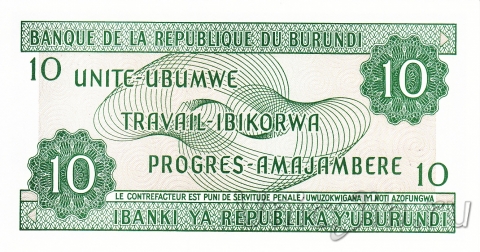 BANQUE DE LA REPUBLIQUE DU BURUNDI
10 UNITE-UBUMWE 10
TRAVAIL-IBIKORWA
10 PROGRES-AMAJAMBERE 10
LE CONTREFACTEUR EST PUNI DE SERVITUDE PENALE/UWUZOKWIGANA IYI NOTI AZOFUNGWA
IBANKI YA REPUBLIKA Y'UBURUNDI